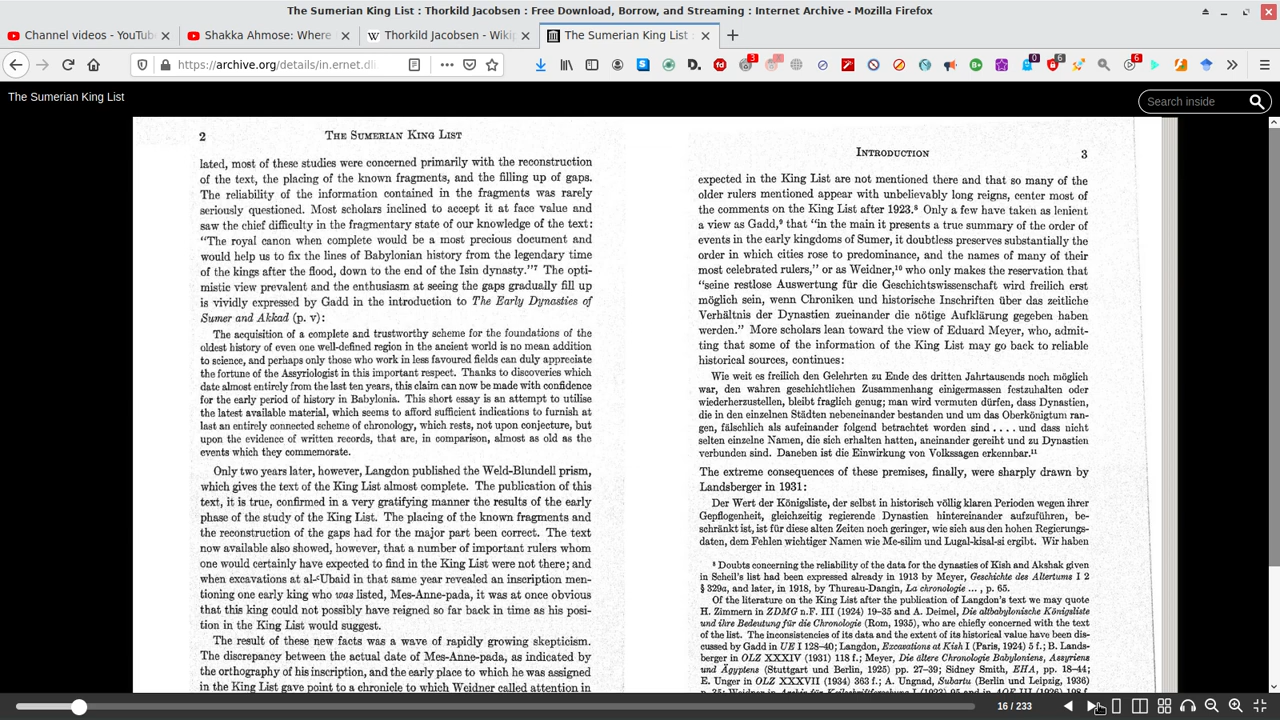 The Sumerian King List : Thorkild Jacobsen : Free Download, Borrow, and Streaming : Internet Archive - Mozilla Firefox
Channel videos - YouTub
Shakka Ahmose: Where
Thorkild Jacobsen - Wikip
The Sumerian King List :
https://archive.org/details/in.ernet.dli
The Sumerian King List
Search inside
2 THE SUMERIAN KING LIST
lated, most of these studies were concerned primarily with the reconstruction
of the text, the placing of the known fragments, and the filling up of gaps.
The reliability of the information contained in the fragments was rarely
seriously questioned. Most scholars inclined to accept it at face value and
saw the chief difficulty in the fragmentary state of our knowledge of the text:
"The royal canon when complete would be a most precious document and
would help us to fix the lines of Babylonian history from the legendary time
of the kings after the flood, down to the end of the Isin dynasty."7 The opti-
mistic view prevalent and the enthusiasm at seeing the gaps gradually fill up
is vividly expressed by Gadd in the introduction to The Early Dynasties of
Sumer and Akkad (p. v):
The acquisition of a complete and trustworthy scheme for the foundations of the
oldest history of even one well-defined region in the ancient world is no mean addition
to science, and perhaps only those who work in less favoured fields can duly appreciate
the fortune of the Assyriologist in this important respect. Thanks to discoveries which
date almost entirely from the last ten years, this claim can now be made with confidence
for the early period of history in Babylonia. This short essay is an attempt to utilise
the latest available material, which seems to afford sufficient indications to furnish at
last an entirely connected scheme of chronology, which rests, not upon conjecture, but
upon the evidence of written records, that are, in comparison, almost as old as the
events which they commemorate.
Only two years later, however, Langdon published the Weld-Blundell prism,
which gives the text of the King List almost complete. The publication of this
text, it is true, confirmed in a very gratifying manner the results of the early
phase of the study of the King List. The placing of the known fragments and
the reconstruction of the gaps had for the major part been correct. The text
now available also showed, however, that a number of important rulers whom
one would certainly have expected to find in the King List were not there; and
when excavations at al-ʿUbaid in that same year revealed an inscription men-
tioning one early king who was listed, Mes-Anne-pada, it was at once obvious
that this king could not possibly have reigned so far back in time as his posi-
tion in the King List would suggest.
The result of these new facts was a wave of rapidly growing skepticism.
The discrepancy between the actual date of Mes-Anne-pada, as indicated by
the orthography of his inscription, and the early place to which he was assigned
in the King List gave point to a chronicle to which Weidner called attention in
INTRODUCTION 3
expected in the King List are not mentioned there and that so many of the
older rulers mentioned appear with unbelievably long reigns, center most of
the comments on the King List after 1923.8 Only a few have taken as lenient
a view as Gadd,9 that "in the main it presents a true summary of the order of
events in the early kingdoms of Sumer, it doubtless preserves substantially the
order in which cities rose to predominance, and the names of many of their
most celebrated rulers," or as Weidner,10 who only makes the reservation that
"seine restlose Auswertung für die Geschichtswissenschaft wird freilich erst
möglich sein, wenn Chroniken und historische Inschriften über das zeitliche
Verhältnis der Dynastien zueinander die nötige Aufklärung gegeben haben
werden." More scholars lean toward the view of Eduard Meyer, who, admit-
ting that some of the information of the King List may go back to reliable
historical sources, continues:
Wie weit es freilich den Gelehrten zu Ende des dritten Jahrtausends noch möglich
war, den wahren geschichtlichen Zusammenhang einigermassen festzuhalten oder
wiederherzustellen, bleibt fraglich genug; man wird vermuten dürfen, dass Dynastien,
die in den einzelnen Städten nebeneinander bestanden und um das Oberkönigtum ran-
gen, fälschlich als aufeinander folgend betrachtet worden sind . . . . und dass nicht
selten einzelne Namen, die sich erhalten hatten, aneinander gereiht und zu Dynastien
verbunden sind. Daneben ist die Einwirkung von Volkssagen erkennbar.11
The extreme consequences of these premises, finally, were sharply drawn by
Landsberger in 1931:
Der Wert der Königsliste, der selbst in historisch völlig klaren Perioden wegen ihrer
Gepflogenheit, gleichzeitig regierende Dynastien hintereinander aufzuführen, be-
schränkt ist, ist für diese alten Zeiten noch geringer, wie sich aus den hohen Regierungs-
daten, dem Fehlen wichtiger Namen wie Me-silim und Lugal-kisal-si ergibt. Wir haben
8 Doubts concerning the reliability of the data for the dynasties of Kish and Akshak given
in Scheil's list had been expressed already in 1913 by Meyer, Geschichte des Altertums I 2
§ 329a, and later, in 1918, by Thureau-Dangin, La chronologie ... , p. 65.
Of the literature on the King List after the publication of Langdon's text we may quote
H. Zimmern in ZDMG n.F. III (1924) 19-35 and A. Deimel, Die altbabylonische Königsliste
und ihre Bedeutung für die Chronologie (Rom, 1935), who are chiefly concerned with the text
of the list. The inconsistencies of its data and the extent of its historical value have been dis-
cussed by Gadd in UE I 128-40; Langdon, Excavations at Kish I (Paris, 1924) 5 f.; B. Lands-
berger in OLZ XXXIV (1931) 118 f.; Meyer, Die ältere Chronologie Babyloniens, Assyriens
und Ägyptens (Stuttgart und Berlin, 1925) pp. 27-39; Sidney Smith, EHA, pp. 18-44;
E. Unger in OLZ XXXVII (1934) 363 f.; A. Ungnad, Subartu (Berlin und Leipzig, 1936)
16 / 233